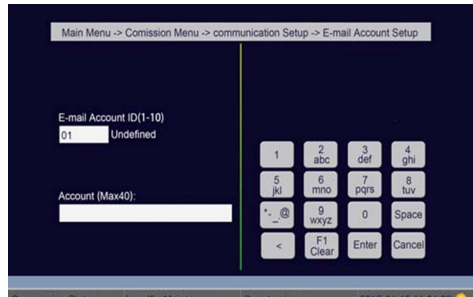 Main Menu -> Comission Menu -> communication Setup -> E-mail Account Setup
E-mail Account ID(1-10)
01 Undefined
Account (Max40):
1
2 abc
3 def
4 ghi
5 jkl
6 mno
7 pqrs
8 tuv
*-_@
9 wxyz
0
Space
<
F1 Clear
Enter
Cancel